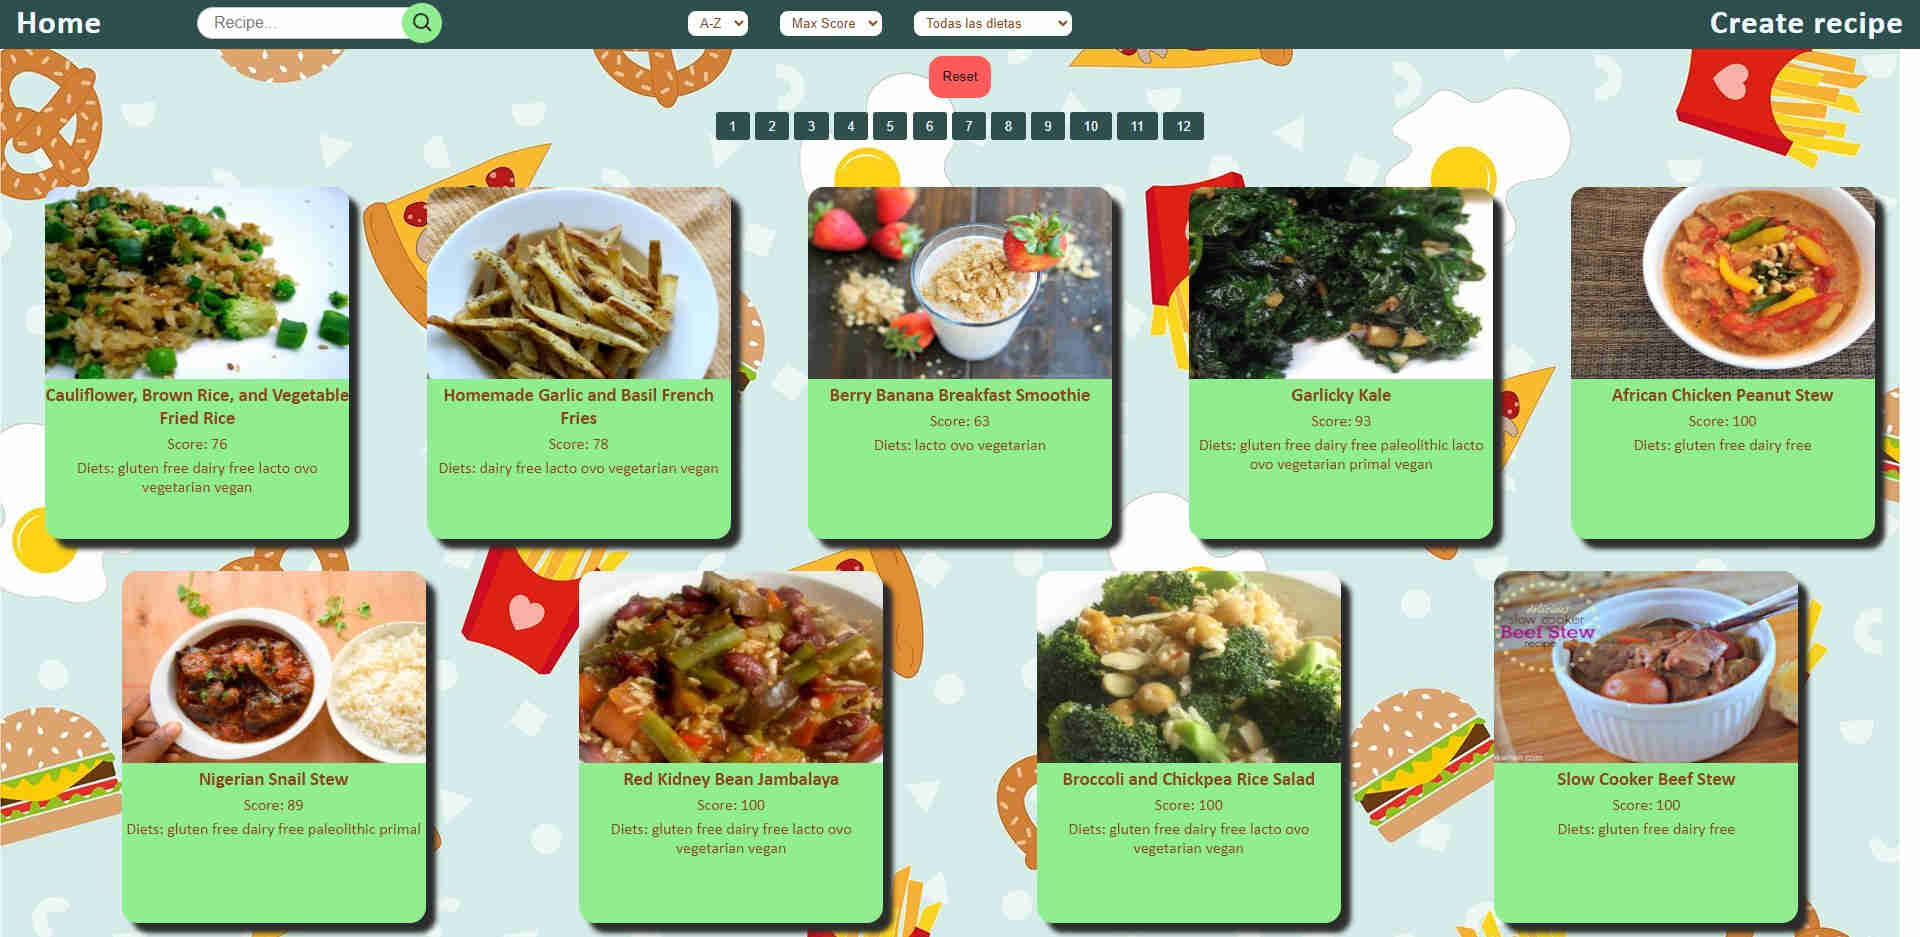 Home
Recipe...
A-Z
Max Score
Todas las dietas
Create recipe
Reset
1 2 3 4 5 6 7 8 9 10 11 12
Cauliflower, Brown Rice, and Vegetable
Fried Rice
Score: 76
Diets: gluten free dairy free lacto ovo
vegetarian vegan
Homemade Garlic and Basil French
Fries
Score: 78
Diets: dairy free lacto ovo vegetarian vegan
Berry Banana Breakfast Smoothie
Score: 63
Diets: lacto ovo vegetarian
Garlicky Kale
Score: 93
Diets: gluten free dairy free paleolithic lacto
ovo vegetarian primal vegan
African Chicken Peanut Stew
Score: 100
Diets: gluten free dairy free
Nigerian Snail Stew
Score: 89
Diets: gluten free dairy free paleolithic primal
Red Kidney Bean Jambalaya
Score: 100
Diets: gluten free dairy free lacto ovo
vegetarian vegan
Broccoli and Chickpea Rice Salad
Score: 100
Diets: gluten free dairy free lacto ovo
vegetarian vegan
delicious
slow cooker
Beef Stew
recipe
Slow Cooker Beef Stew
Score: 100
Diets: gluten free dairy free